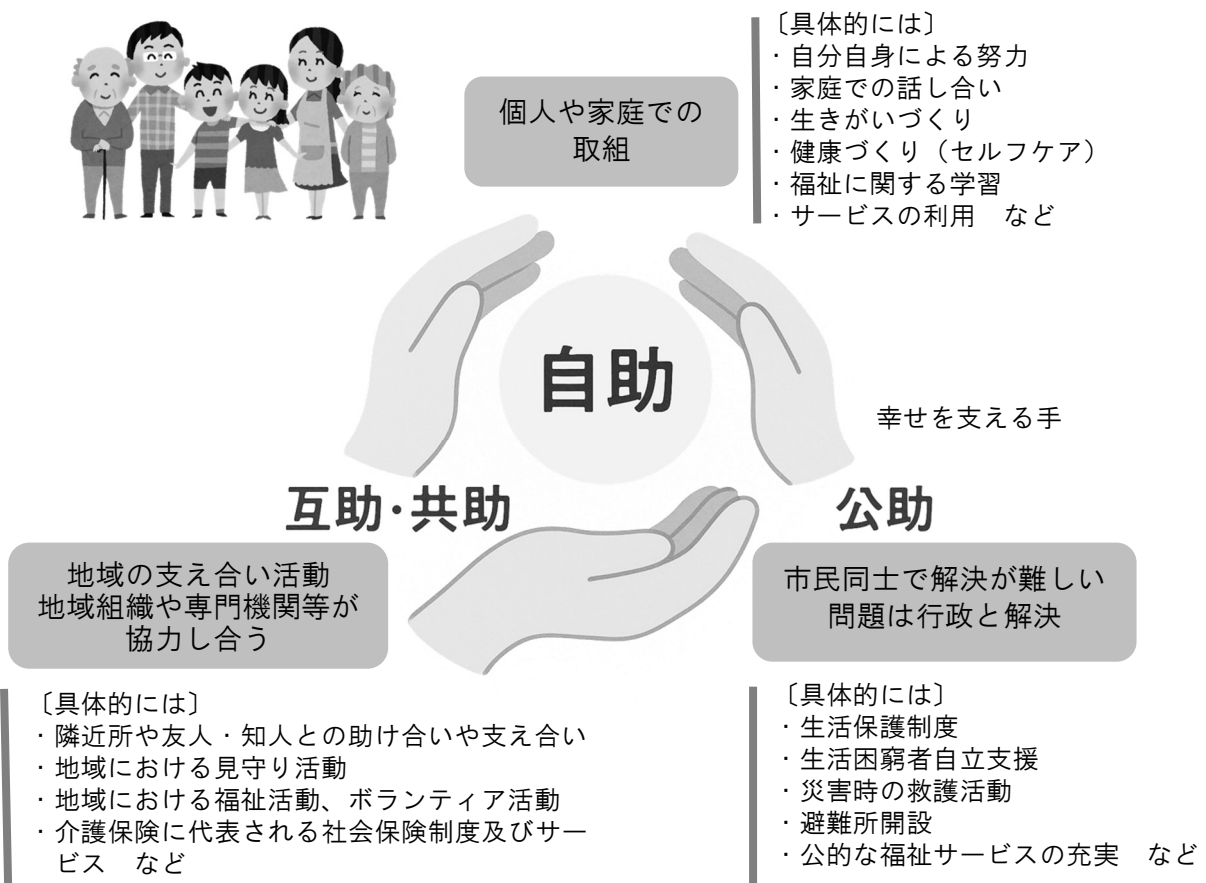 個人や家庭での
取組
〔具体的には〕
・自分自身による努力
・家庭での話し合い
・生きがいづくり
・健康づくり（セルフケア）
・福祉に関する学習
・サービスの利用　など
自助
幸せを支える手
互助・共助
公助
地域の支え合い活動
地域組織や専門機関等が
協力し合う
市民同士で解決が難しい
問題は行政と解決
〔具体的には〕
・隣近所や友人・知人との助け合いや支え合い
・地域における見守り活動
・地域における福祉活動、ボランティア活動
・介護保険に代表される社会保険制度及びサー
ビス　など
〔具体的には〕
・生活保護制度
・生活困窮者自立支援
・災害時の救護活動
・避難所開設
・公的な福祉サービスの充実　など